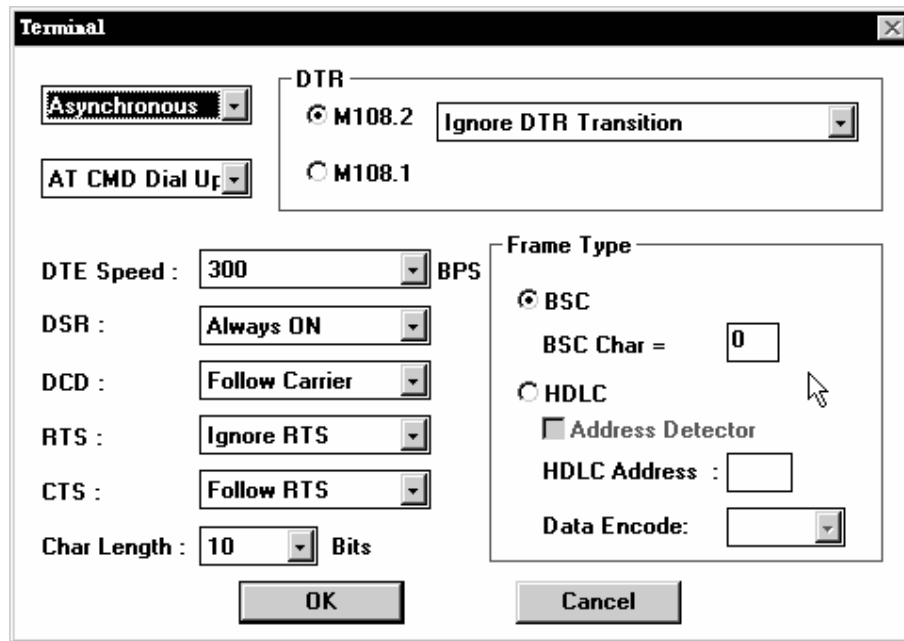 Terminal
Asynchronous
AT CMD Dial Up
DTR
M108.2
Ignore DTR Transition
M108.1
DTE Speed :
300
BPS
DSR :
Always ON
DCD :
Follow Carrier
RTS :
Ignore RTS
CTS :
Follow RTS
Char Length :
10
Bits
Frame Type
BSC
BSC Char =
0
HDLC
Address Detector
HDLC Address :
Data Encode:
OK
Cancel